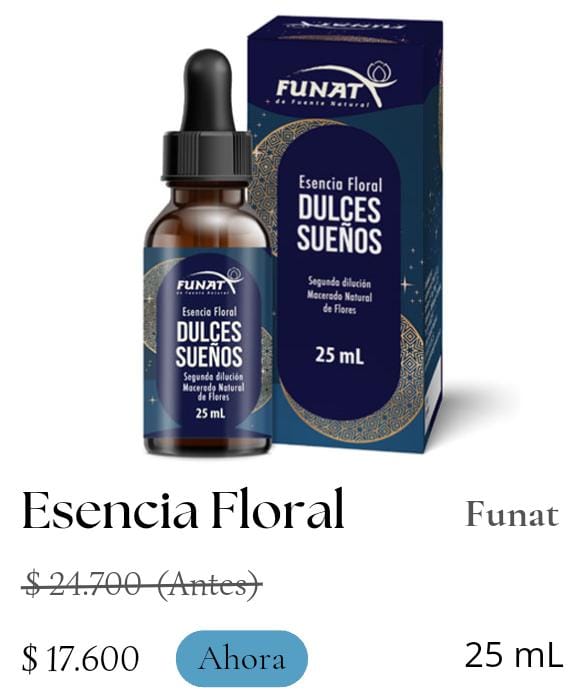 FUNAT
de Fuente Natural
Esencia Floral
DULCES
SUEÑOS
Segunda dilución
Macerado Natural
de Flores
25 mL
FUNAT
de Fuente Natural
Esencia Floral
DULCES
SUEÑOS
Segunda dilución
Macerado Natural
de Flores
25 mL
Esencia Floral
Funat
$ 24.700 (Antes)
$ 17.600
Ahora
25 mL